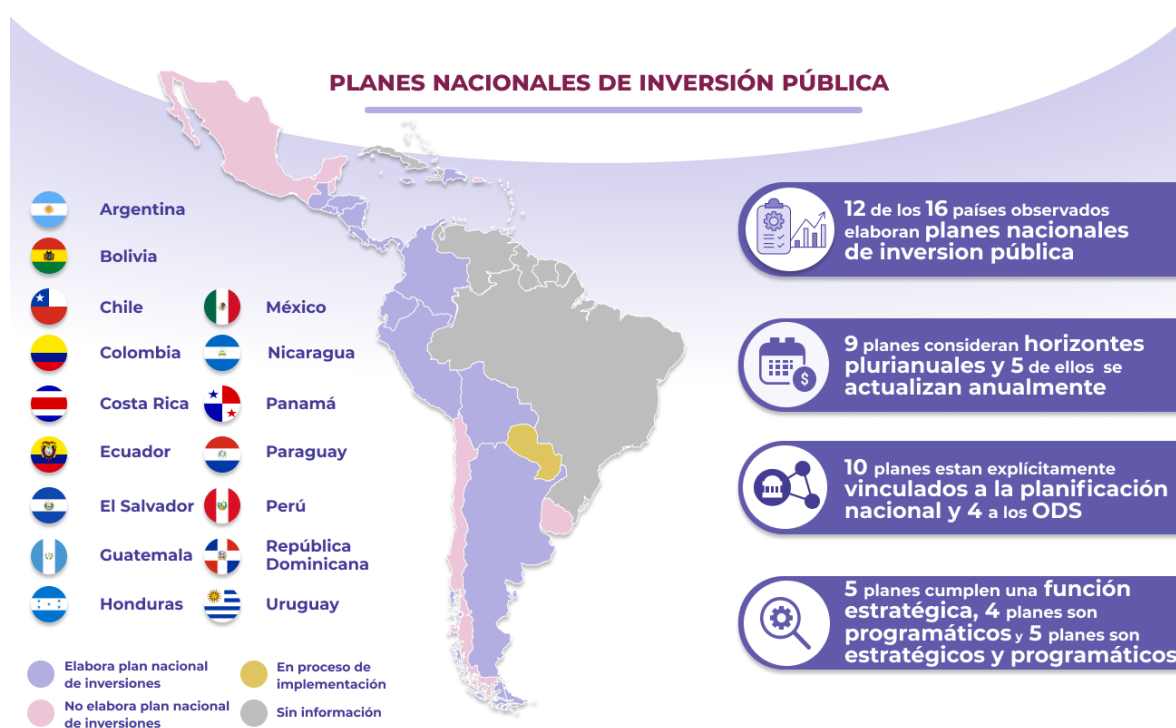 PLANES NACIONALES DE INVERSIÓN PÚBLICA
Argentina
Bolivia
Chile
Colombia
Costa Rica
Ecuador
El Salvador
Guatemala
Honduras
México
Nicaragua
Panamá
Paraguay
Perú
República
Dominicana
Uruguay
Elabora plan nacional
de inversiones
No elabora plan nacional
de inversiones
En proceso de
implementación
Sin información
12 de los 16 países observados
elaboran planes nacionales
de inversion pública
9 planes consideran horizontes
plurianuales y 5 de ellos se
actualizan anualmente
10 planes estan explícitamente
vinculados a la planificación
nacional y 4 a los ODS
5 planes cumplen una función
estratégica, 4 planes son
programáticos y 5 planes son
estratégicos y programáticos